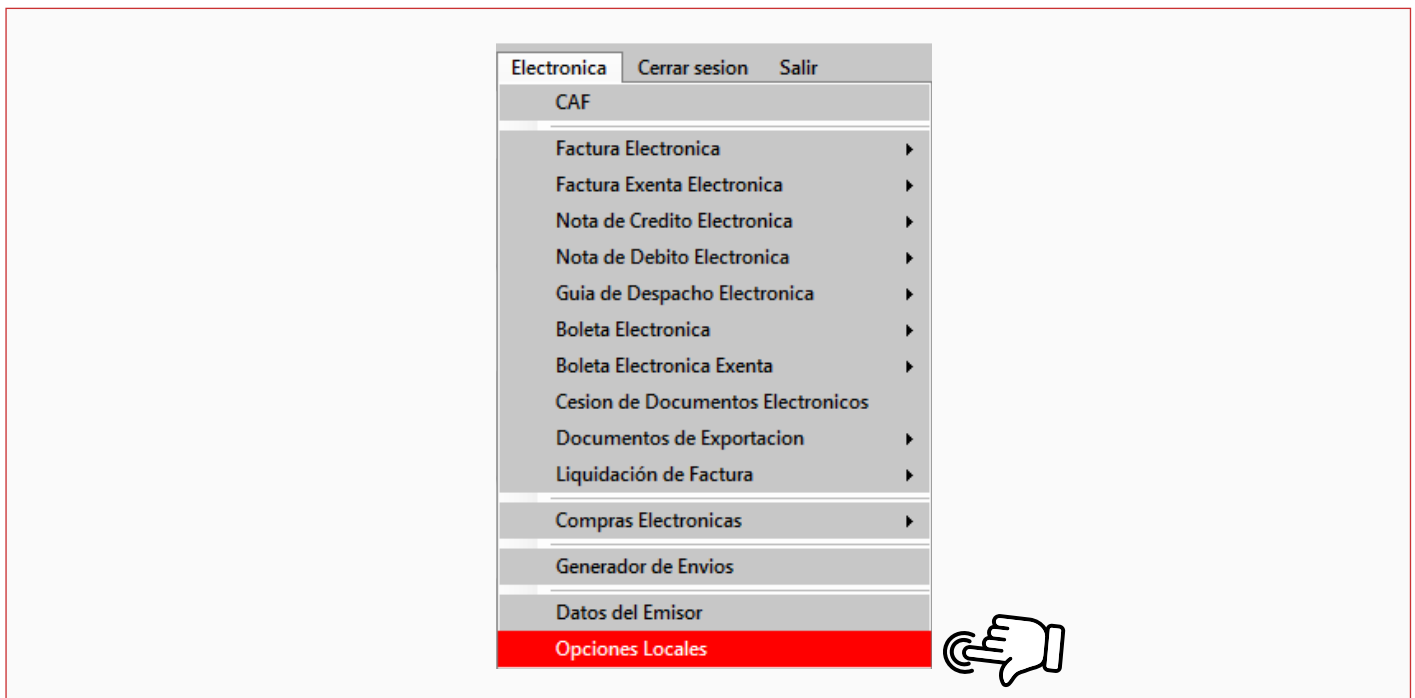 Electronica Cerrar sesion Salir
CAF
Factura Electronica
Factura Exenta Electronica
Nota de Credito Electronica
Nota de Debito Electronica
Guia de Despacho Electronica
Boleta Electronica
Boleta Electronica Exenta
Cesion de Documentos Electronicos
Documentos de Exportacion
Liquidación de Factura
Compras Electronicas
Generador de Envios
Datos del Emisor
Opciones Locales